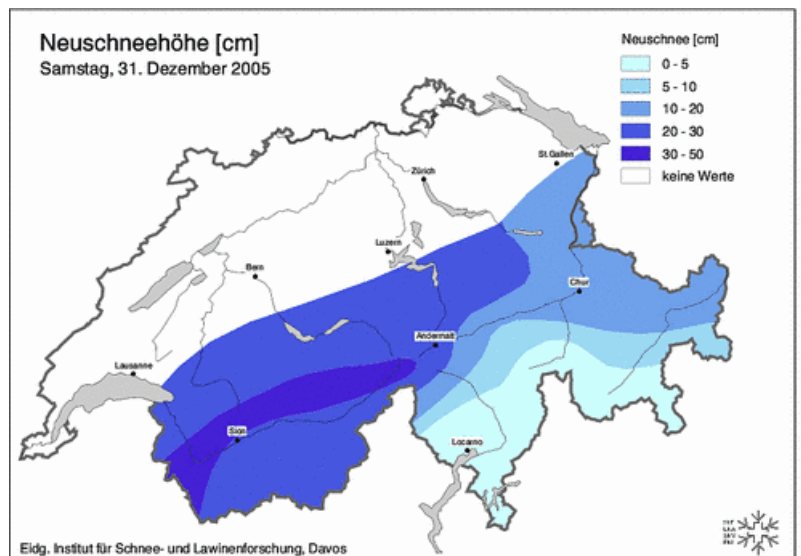 Neuschneehöhe [cm]
Samstag, 31. Dezember 2005
Neuschnee [cm]
0 - 5
5 - 10
10 - 20
20 - 30
30 - 50
keine Werte
St.Gallen
Zürich
Luzern
Bern
Chur
Andermatt
Lausanne
Sion
Locarno
Eidg. Institut für Schnee- und Lawinenforschung, Davos